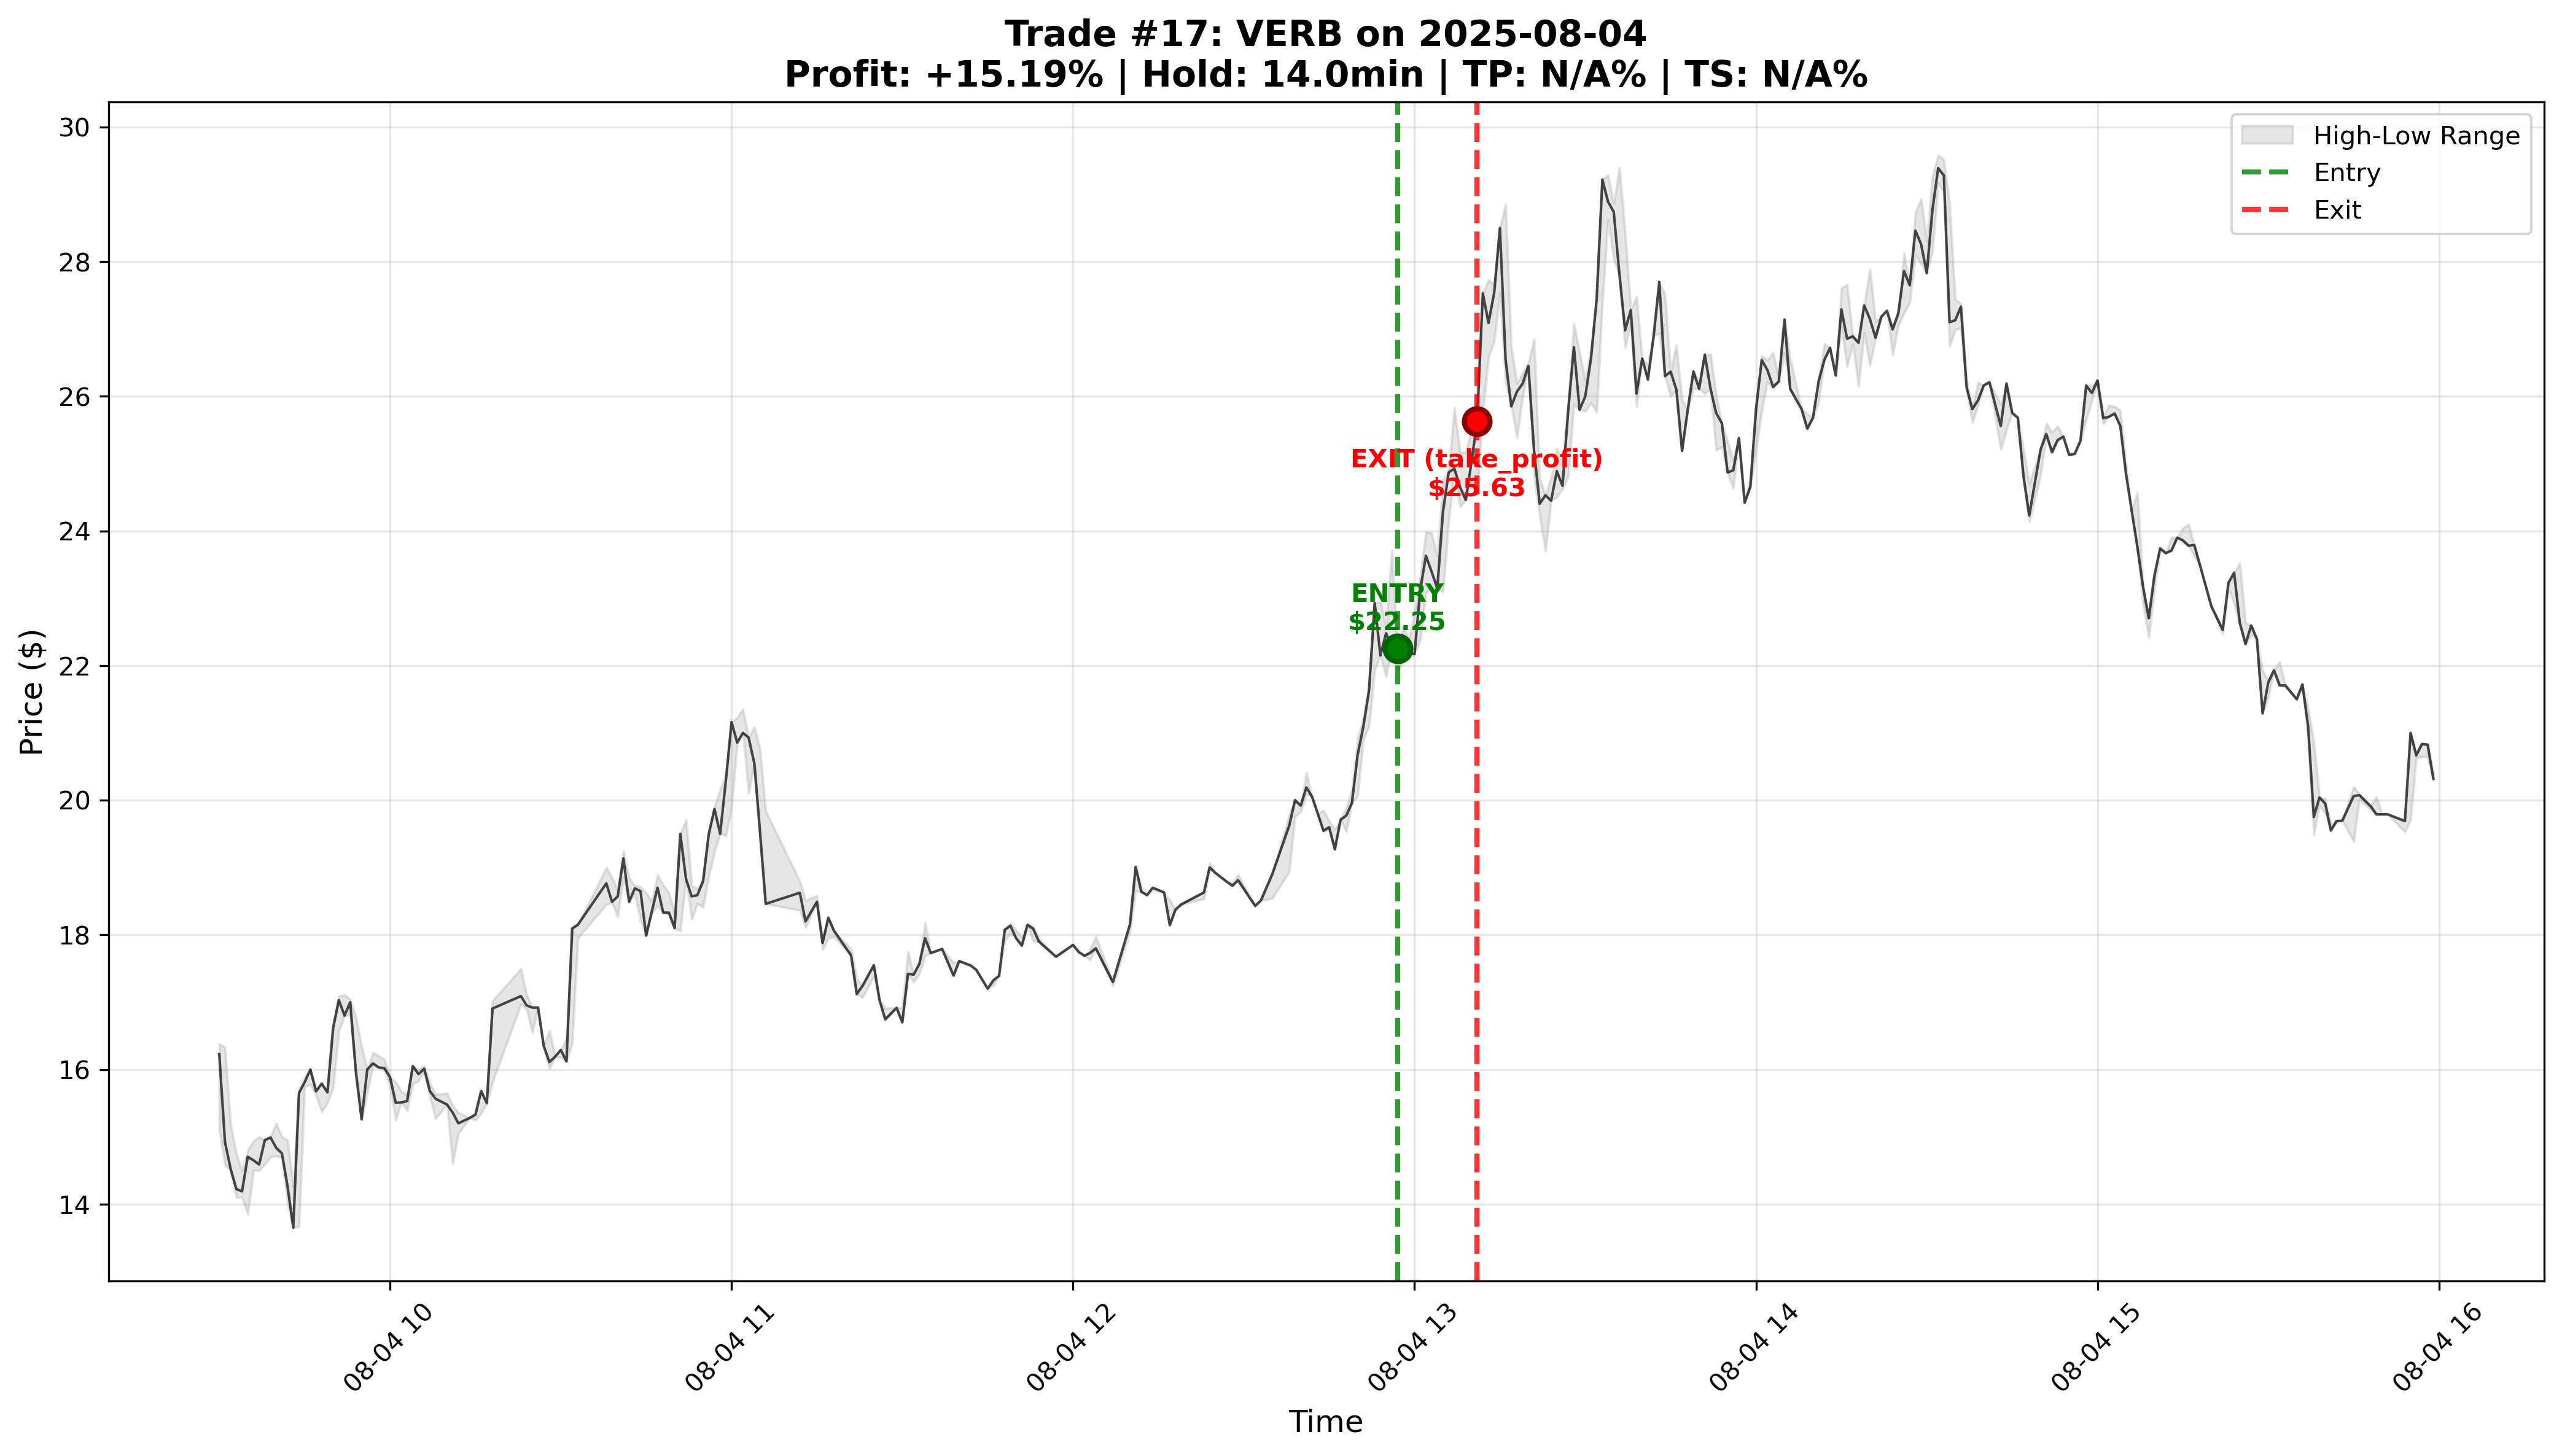 Trade #17: VERB on 2025-08-04
Profit: +15.19% | Hold: 14.0min | TP: N/A% | TS: N/A%
High-Low Range
Entry
Exit
30
28
26
24
22
20
18
16
14
Price ($)
EXIT (take_profit)
$25.63
ENTRY
$22.25
08-04 10
08-04 11
08-04 12
08-04 13
08-04 14
08-04 15
08-04 16
Time